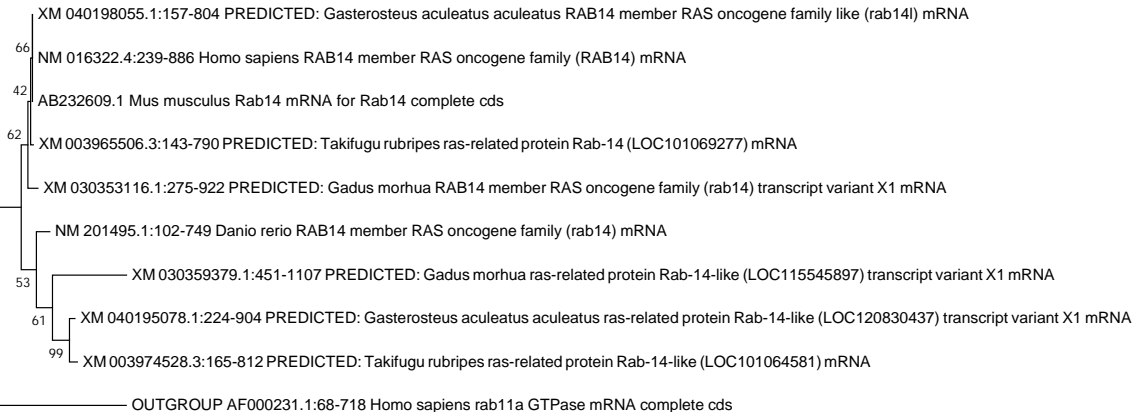 XM 040198055.1:157-804 PREDICTED: Gasterosteus aculeatus aculeatus RAB14 member RAS oncogene family like (rab14l) mRNA
66
NM 016322.4:239-886 Homo sapiens RAB14 member RAS oncogene family (RAB14) mRNA
42
AB232609.1 Mus musculus Rab14 mRNA for Rab14 complete cds
62
XM 003965506.3:143-790 PREDICTED: Takifugu rubripes ras-related protein Rab-14 (LOC101069277) mRNA
XM 030353116.1:275-922 PREDICTED: Gadus morhua RAB14 member RAS oncogene family (rab14) transcript variant X1 mRNA
NM 201495.1:102-749 Danio rerio RAB14 member RAS oncogene family (rab14) mRNA
53
XM 030359379.1:451-1107 PREDICTED: Gadus morhua ras-related protein Rab-14-like (LOC115545897) transcript variant X1 mRNA
61
XM 040195078.1:224-904 PREDICTED: Gasterosteus aculeatus aculeatus ras-related protein Rab-14-like (LOC120830437) transcript variant X1 mRNA
99
XM 003974528.3:165-812 PREDICTED: Takifugu rubripes ras-related protein Rab-14-like (LOC101064581) mRNA
OUTGROUP AF000231.1:68-718 Homo sapiens rab11a GTPase mRNA complete cds